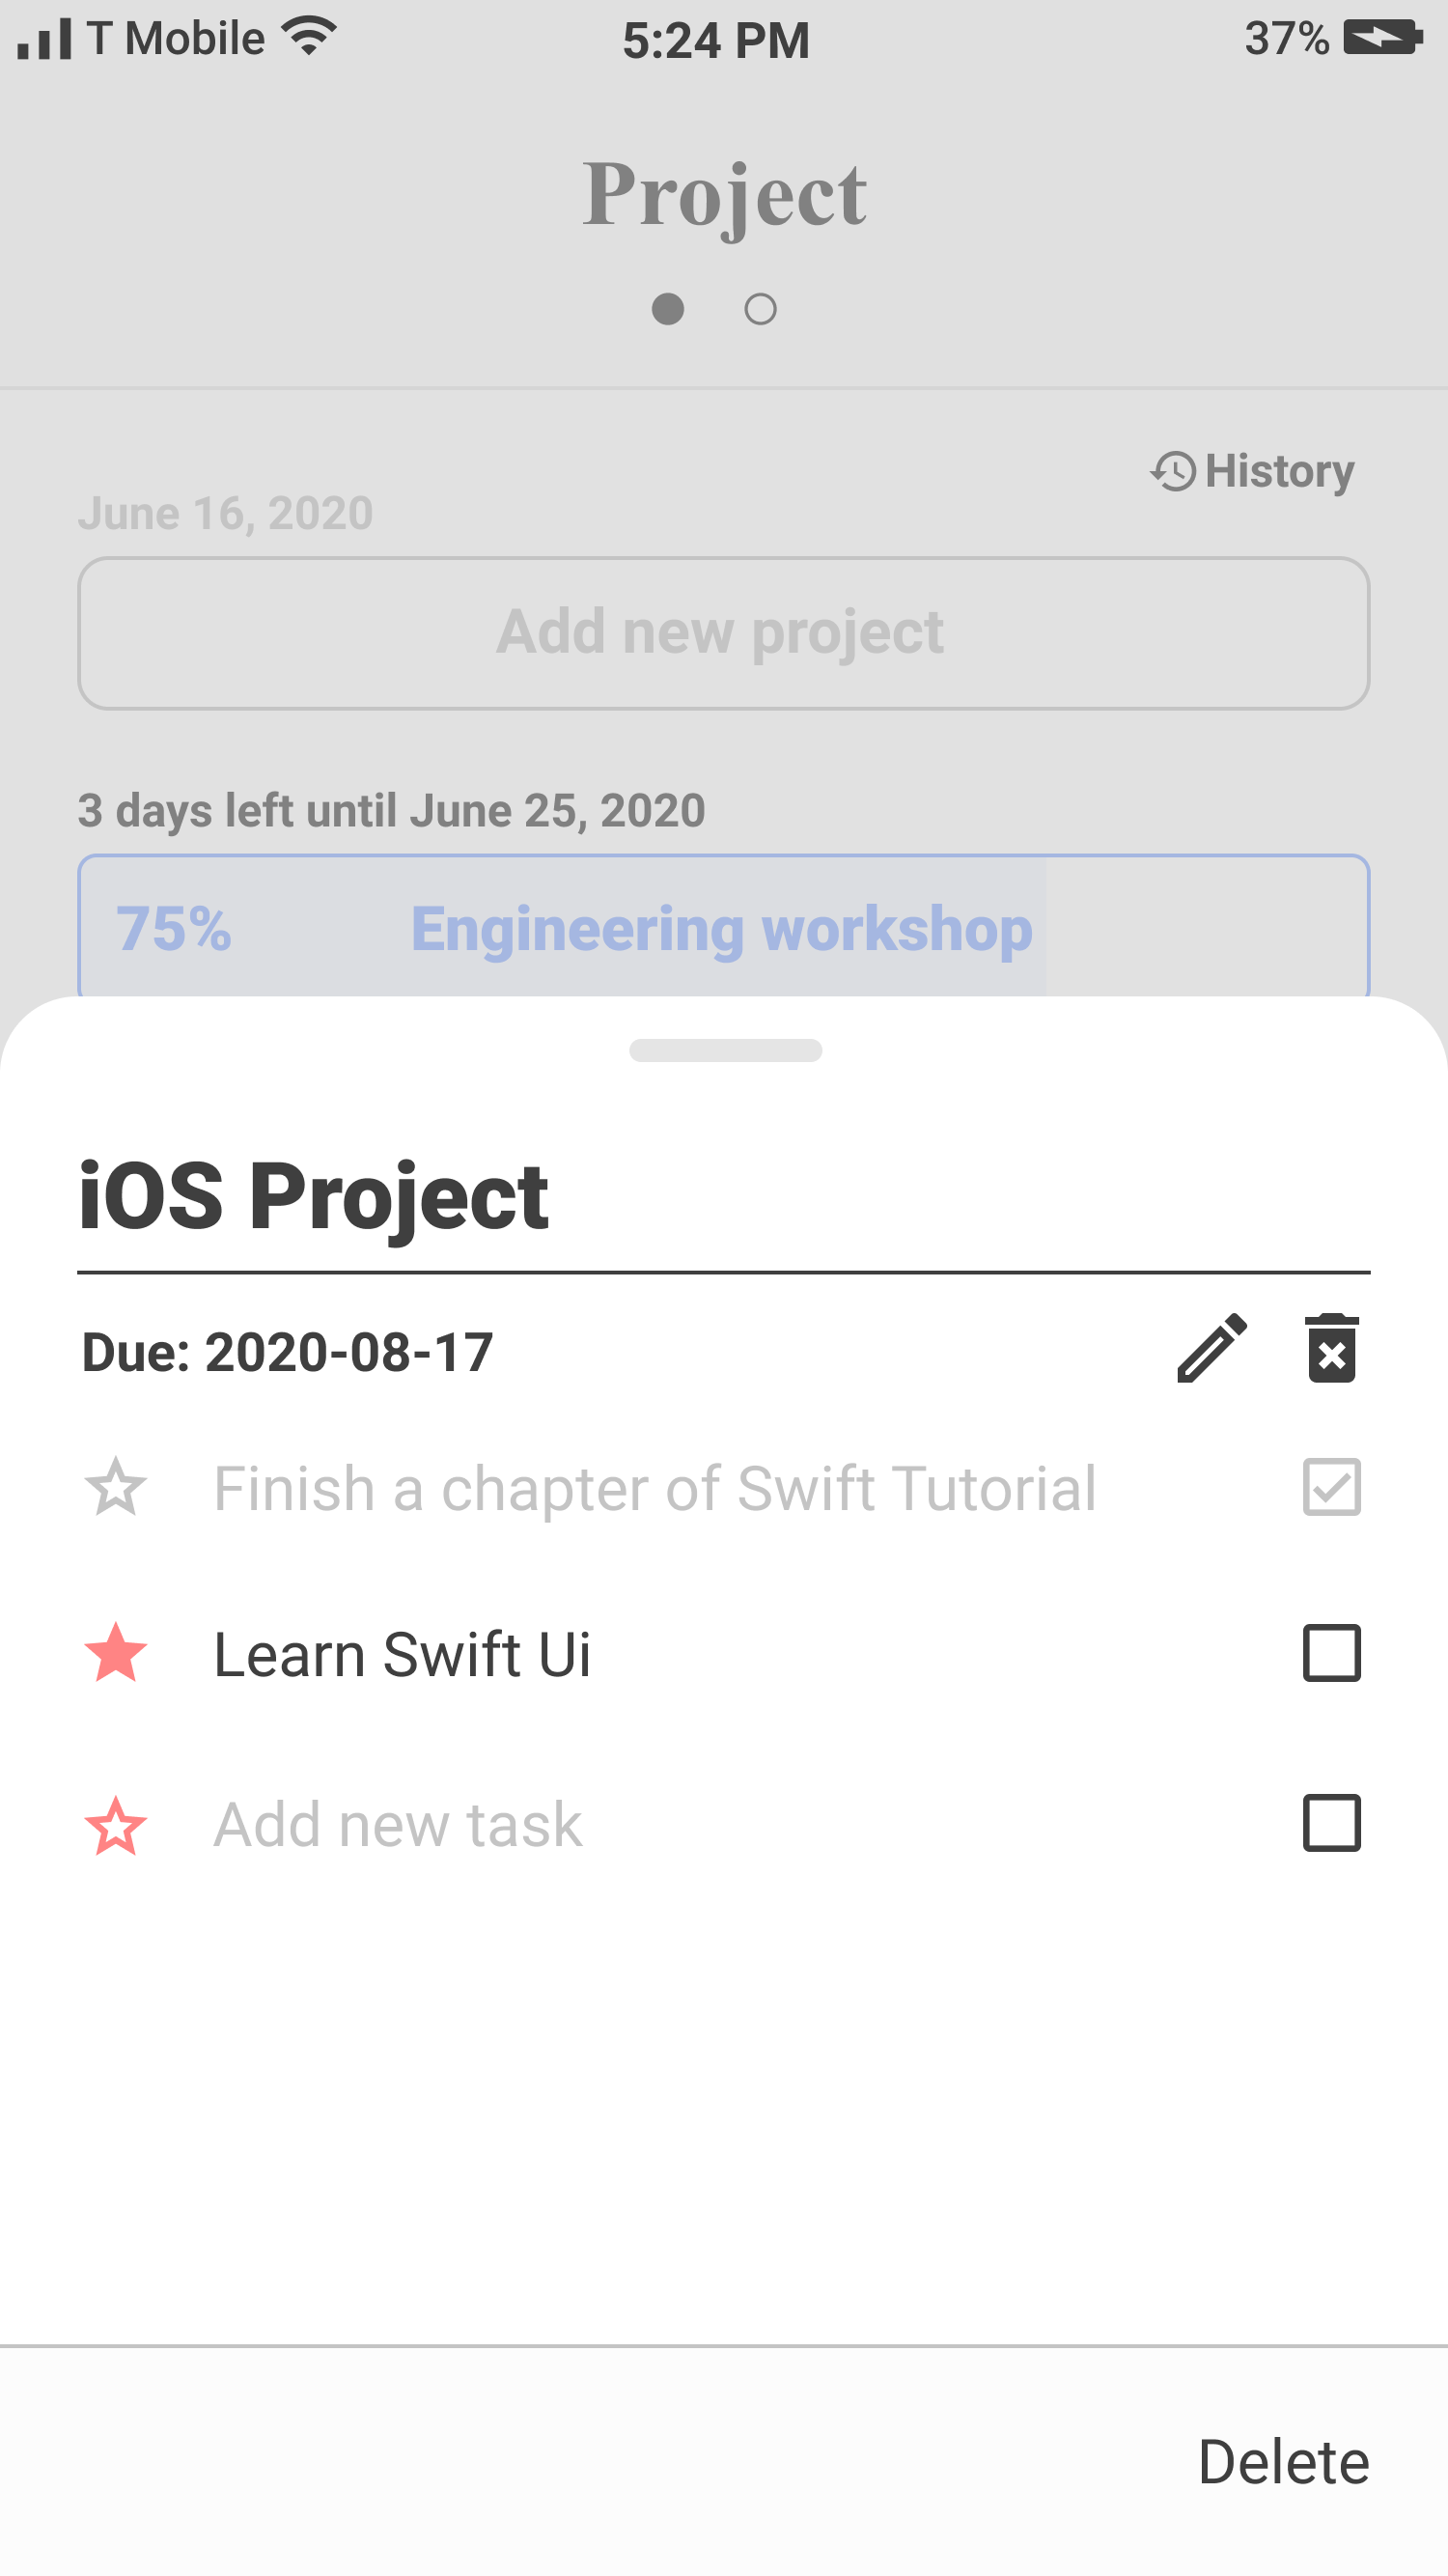 T Mobile 5:24 PM 37%
Project
History
June 16, 2020
Add new project
3 days left until June 25, 2020
75% Engineering workshop
iOS Project
Due: 2020-08-17
Finish a chapter of Swift Tutorial
Learn Swift Ui
Add new task
Delete